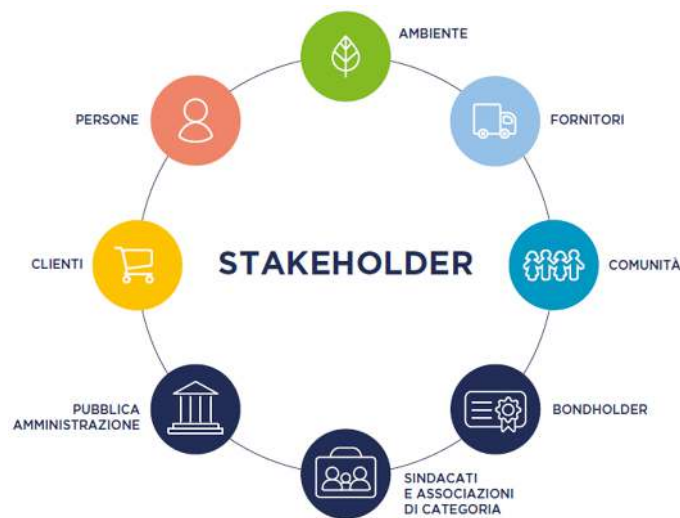 AMBIENTE
PERSONE
FORNITORI
CLIENTI
STAKEHOLDER
COMUNITÀ
PUBBLICA
AMMINISTRAZIONE
BONDHOLDER
SINDACATI
E ASSOCIAZIONI
DI CATEGORIA